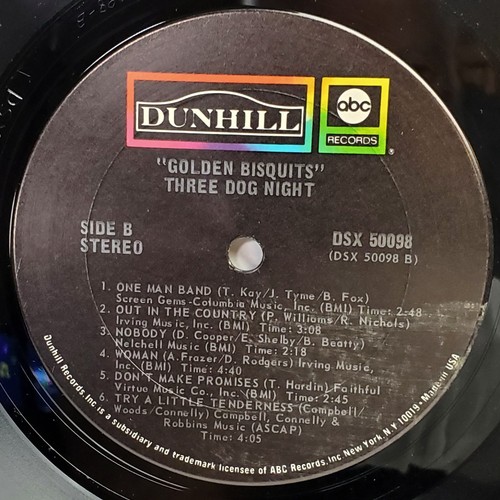 DUNHILL
abc
RECORDS
®
"GOLDEN BISQUITS"
THREE DOG NIGHT
SIDE B
STEREO
DSX 50098
(DSX 50098 B)
1. ONE MAN BAND (T. Kay/J. Tyme/B. Fox)
Screen Gems-Columbia Music, Inc. (BMI) Time: 2:48
2. OUT IN THE COUNTRY (P. Williams/R. Nichols)
Irving Music, Inc. (BMI) Time: 3:08
3. NOBODY (D. Cooper/E. Shelby/B. Beatty)
Nelchell Music (BMI) Time: 2:18
4. WOMAN (A. Frazer/D. Rodgers) Irving Music,
Inc. (BMI) Time: 4:40
5. DON'T MAKE PROMISES (T. Hardin) Faithful
Virtue Music Co., Inc. (BMI) Time: 2:45
6. TRY A LITTLE TENDERNESS (Campbell/
Woods/Connelly) Campbell, Connelly &
Robbins Music (ASCAP)
Time: 4:05
Dunhill Records, Inc. is a subsidiary and trademark licensee of ABC Records, Inc. New York, N.Y. 10019 • Made in USA